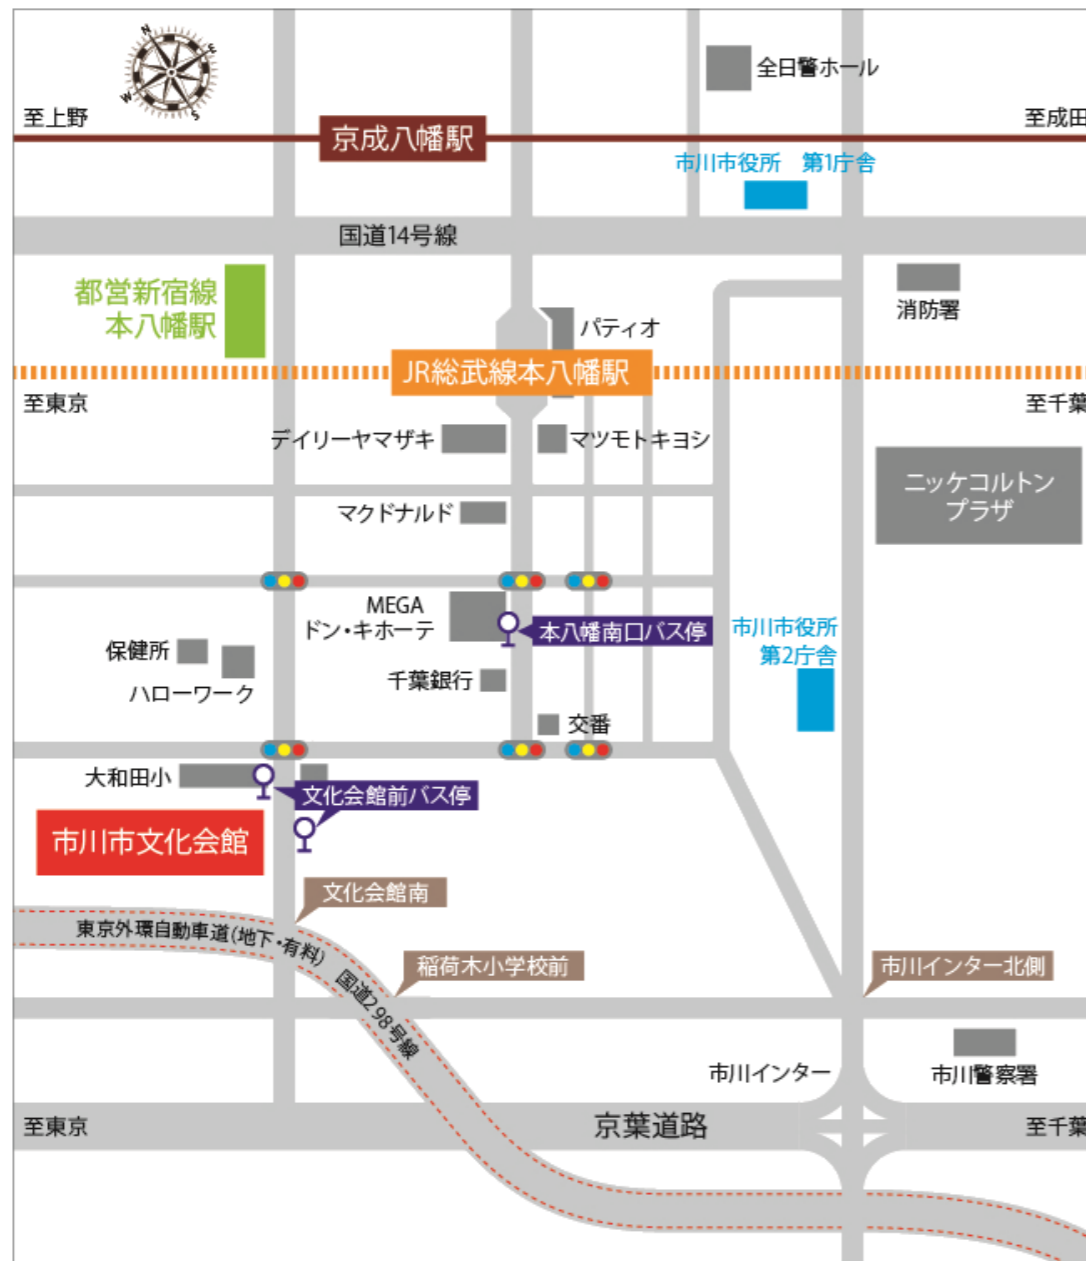 N
E
W
S
全日警ホール
至上野
至成田
京成八幡駅
市川市役所　第1庁舎
国道14号線
都営新宿線
本八幡駅
消防署
パティオ
JR総武線本八幡駅
至東京
至千葉
デイリーヤマザキ
マツモトキヨシ
ニッケコルトン
プラザ
マクドナルド
MEGA
ドン・キホーテ
本八幡南口バス停
市川市役所
第2庁舎
保健所
ハローワーク
千葉銀行
交番
大和田小
文化会館前バス停
市川市文化会館
文化会館南
東京外環自動車道(地下・有料)　国道298号線
稲荷木小学校前
市川インター北側
市川インター
市川警察署
至東京
京葉道路
至千葉